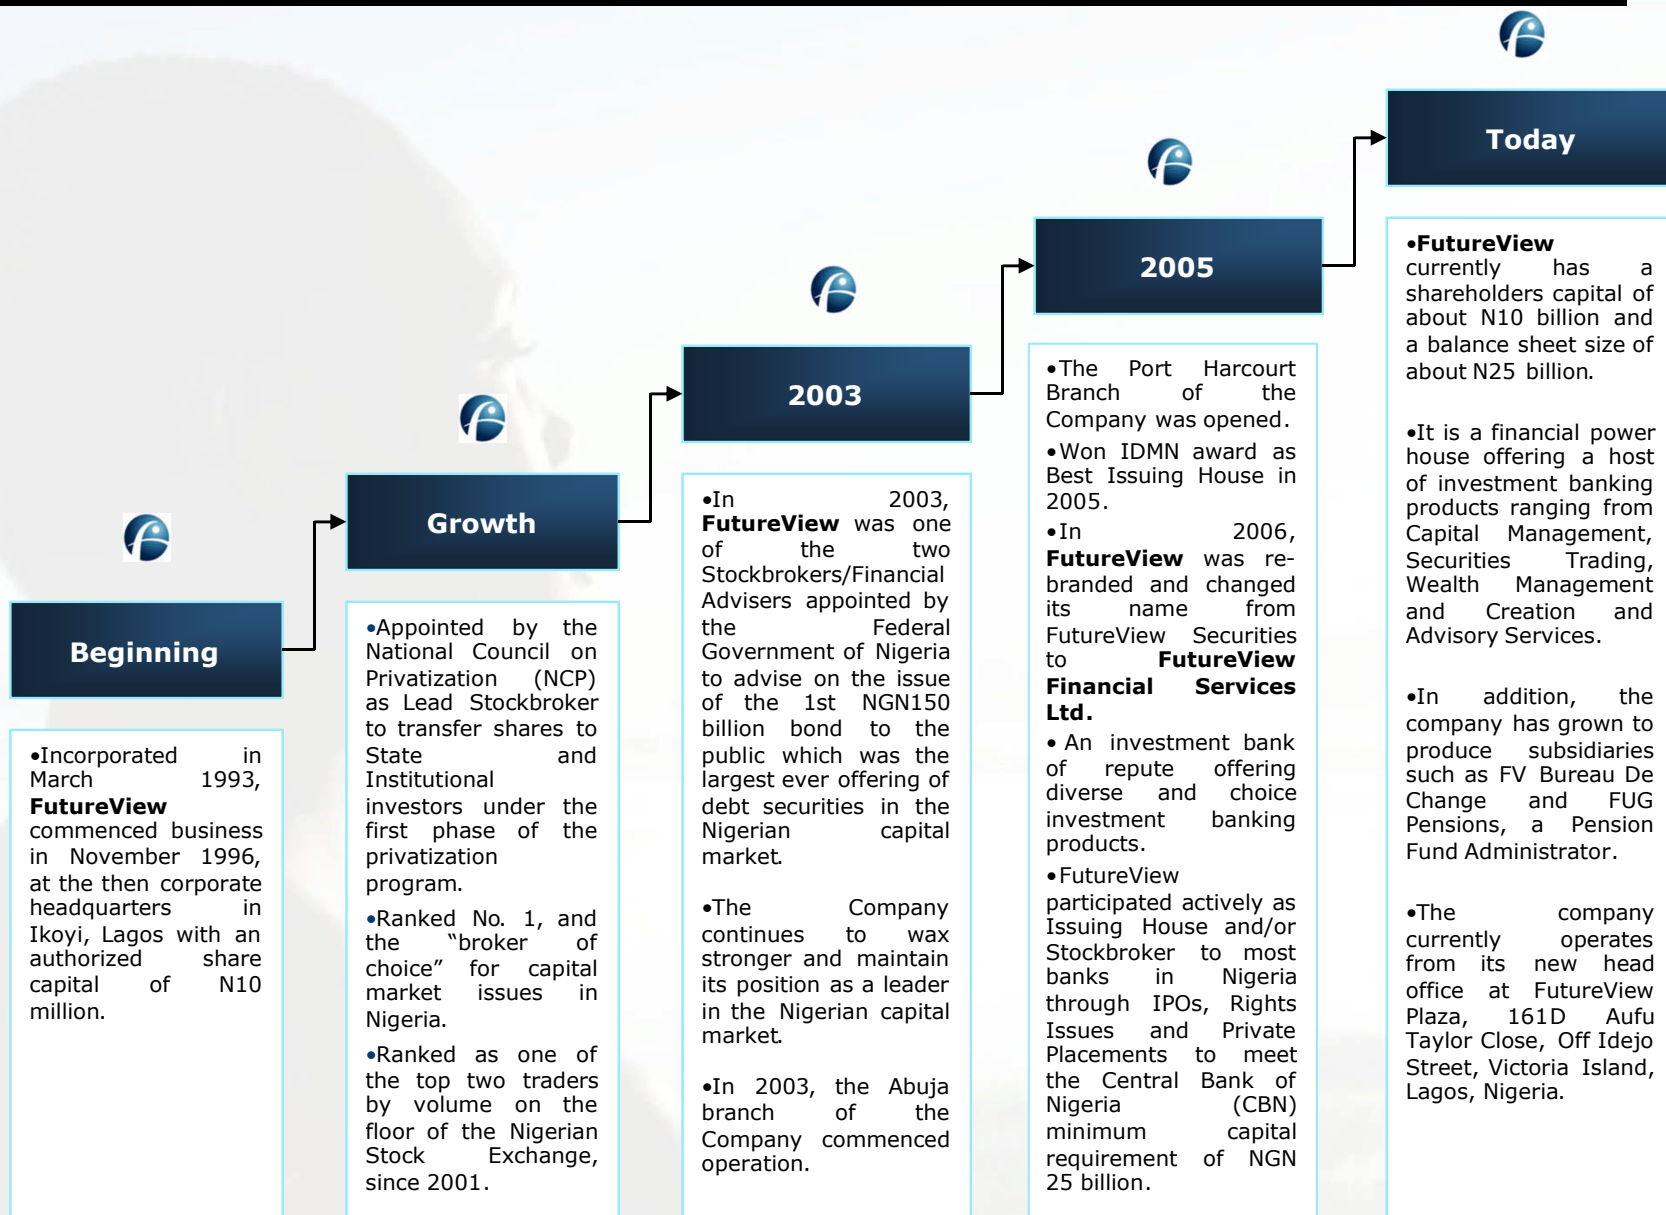 Beginning
•Incorporated in
March 1993,
FutureView
commenced business
in November 1996,
at the then corporate
headquarters in
Ikoyi, Lagos with an
authorized share
capital of N10
million.
Growth
•Appointed by the
National Council on
Privatization (NCP)
as Lead Stockbroker
to transfer shares to
State and
Institutional
investors under the
first phase of the
privatization
program.
•Ranked No. 1, and
the “broker of
choice” for capital
market issues in
Nigeria.
•Ranked as one of
the top two traders
by volume on the
floor of the Nigerian
Stock Exchange,
since 2001.
2003
•In 2003,
FutureView was one
of the two
Stockbrokers/Financial
Advisers appointed by
the Federal
Government of Nigeria
to advise on the issue
of the 1st NGN150
billion bond to the
public which was the
largest ever offering of
debt securities in the
Nigerian capital
market.
•The Company
continues to wax
stronger and maintain
its position as a leader
in the Nigerian capital
market.
•In 2003, the Abuja
branch of the
Company commenced
operation.
2005
•The Port Harcourt
Branch of the
Company was opened.
•Won IDMN award as
Best Issuing House in
2005.
•In 2006,
FutureView was re-
branded and changed
its name from
FutureView Securities
to FutureView
Financial Services
Ltd.
• An investment bank
of repute offering
diverse and choice
investment banking
products.
•FutureView
participated actively as
Issuing House and/or
Stockbroker to most
banks in Nigeria
through IPOs, Rights
Issues and Private
Placements to meet
the Central Bank of
Nigeria (CBN)
minimum capital
requirement of NGN
25 billion.
Today
•FutureView
currently has a
shareholders capital of
about N10 billion and
a balance sheet size of
about N25 billion.
•It is a financial power
house offering a host
of investment banking
products ranging from
Capital Management,
Securities Trading,
Wealth Management
and Creation and
Advisory Services.
•In addition, the
company has grown to
produce subsidiaries
such as FV Bureau De
Change and FUG
Pensions, a Pension
Fund Administrator.
•The company
currently operates
from its new head
office at FutureView
Plaza, 161D Aufu
Taylor Close, Off Idejo
Street, Victoria Island,
Lagos, Nigeria.